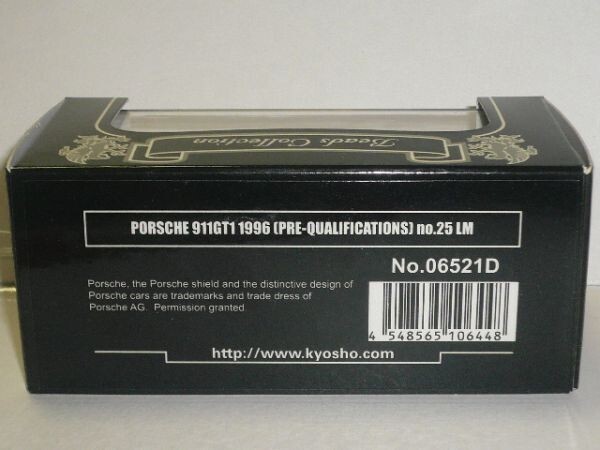 Beads Collection
PORSCHE 911GT1 1996 (PRE-QUALIFICATIONS) no.25 LM
No.06521D
Porsche, the Porsche shield and the distinctive design of
Porsche cars are trademarks and trade dress of
Porsche AG. Permission granted.
4 548565 106448
http://www.kyosho.com